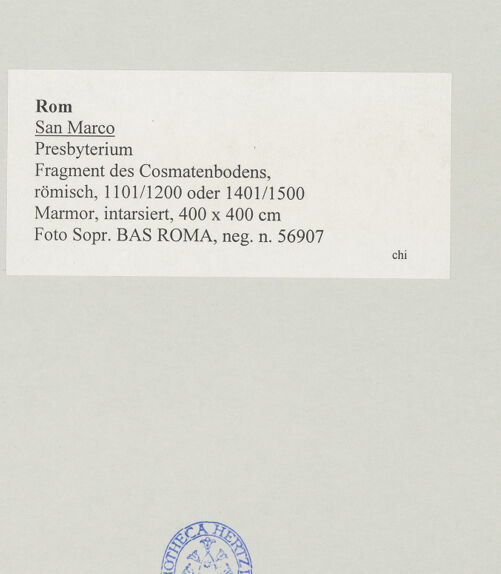 Rom
San Marco
Presbyterium
Fragment des Cosmatenbodens,
römisch, 1101/1200 oder 1401/1500
Marmor, intarsiert, 400 x 400 cm
Foto Sopr. BAS ROMA, neg. n. 56907
chi